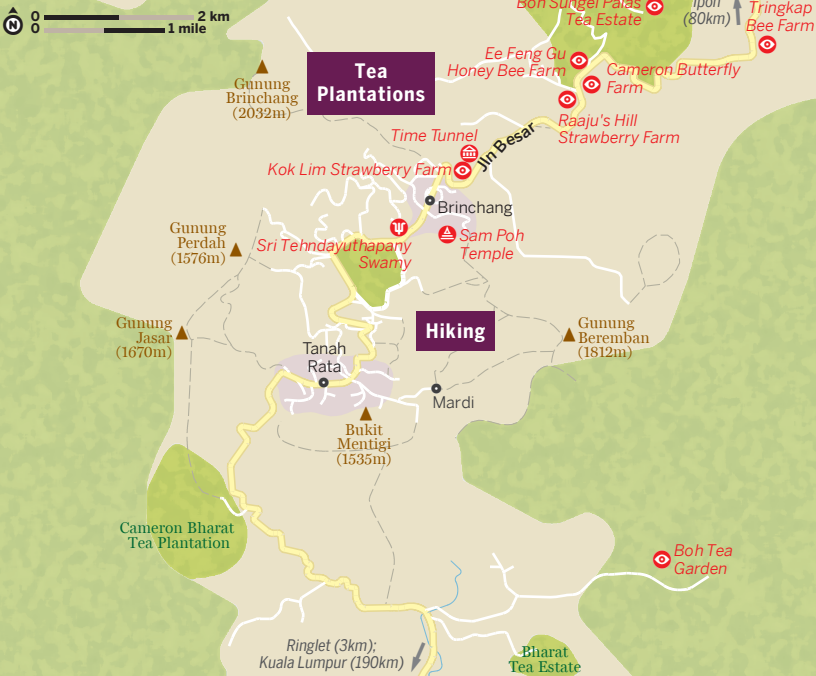 N
0
2 km
0
1 mile
Boh Sungei Palas
Tea Estate
Ipoh
(80km)
Tringkap
Bee Farm
Ee Feng Gu
Honey Bee Farm
Cameron Butterfly
Farm
Raaju's Hill
Strawberry Farm
Gunung
Brinchang
(2032m)
Tea
Plantations
Time Tunnel
Jln Besar
Kok Lim Strawberry Farm
Brinchang
Gunung
Perdah
(1576m)
Sri Tehndayuthapany
Swamy
Sam Poh
Temple
Gunung
Jasar
(1670m)
Hiking
Gunung
Beremban
(1812m)
Tanah
Rata
Mardi
Bukit
Mentigi
(1535m)
Cameron Bharat
Tea Plantation
Boh Tea
Garden
Ringlet (3km);
Kuala Lumpur (190km)
Bharat
Tea Estate